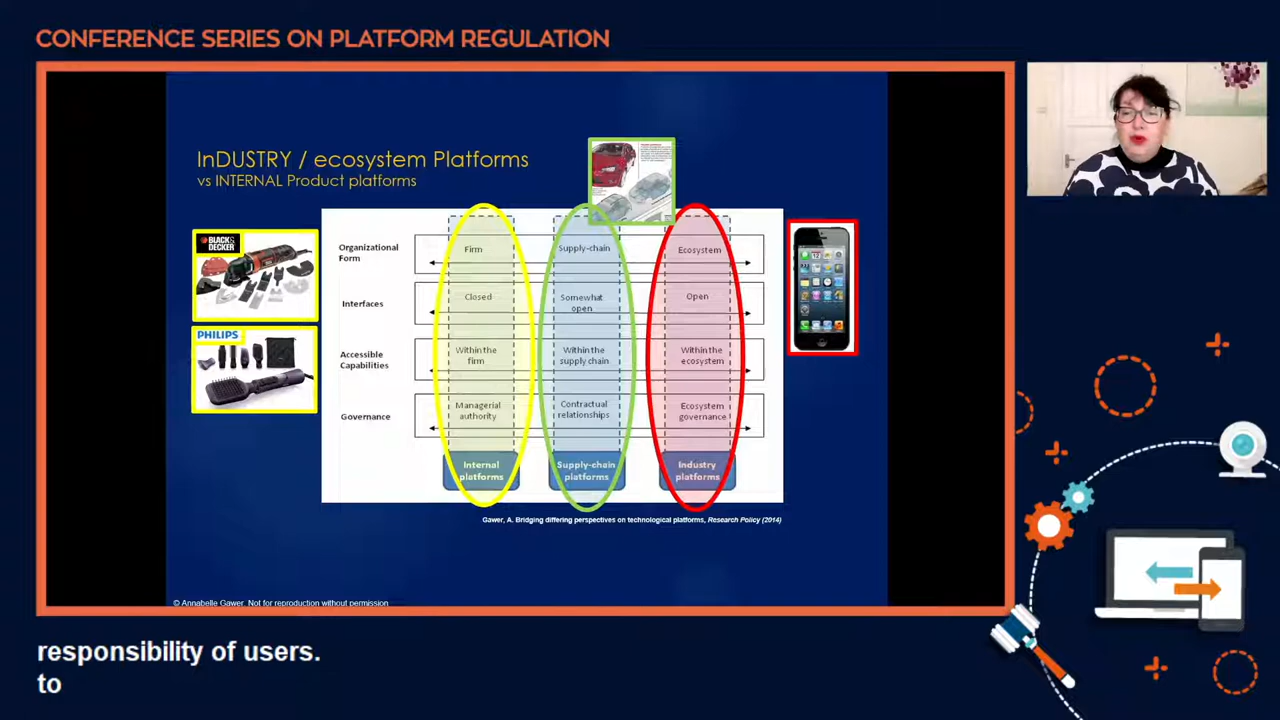 CONFERENCE SERIES ON PLATFORM REGULATION
InDUSTRY / ecosystem Platforms
vs INTERNAL Product platforms
BLACK&
DECKER
PHILIPS
Organizational
Form
Firm
Supply-chain
Ecosystem
Interfaces
Closed
Somewhat
open
Open
Accessible
Capabilities
Within the
firm
Within the
supply chain
Within the
ecosystem
Governance
Managerial
authority
Contractual
relationships
Ecosystem
governance
Internal
platforms
Supply-chain
platforms
Industry
platforms
Gawer, A. Bridging differing perspectives on technological platforms, Research Policy (2014)
© Annabelle Gawer. Not for reproduction without permission
responsibility of users.
to